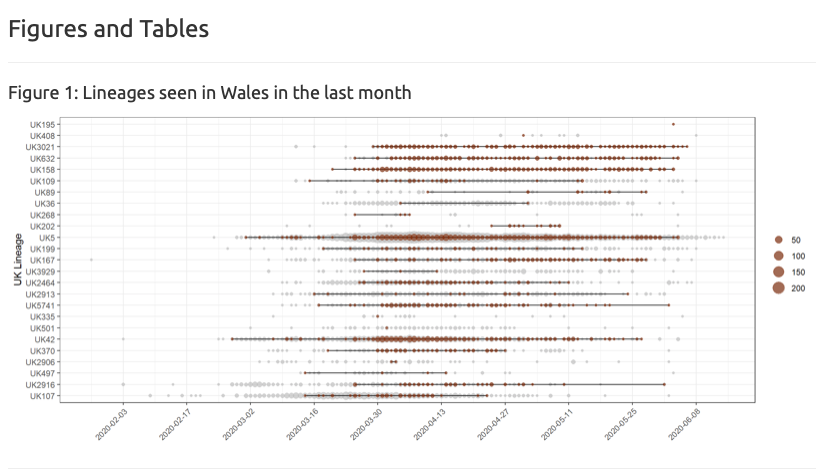 Figures and Tables
Figure 1: Lineages seen in Wales in the last month
UK Lineage
UK195
UK408
UK3021
UK632
UK158
UK109
UK89
UK36
UK268
UK202
UK5
UK199
UK167
UK3929
UK2464
UK2913
UK5741
UK335
UK501
UK42
UK370
UK2906
UK497
UK2916
UK107
50
100
150
200
2020-02-03
2020-02-17
2020-03-02
2020-03-16
2020-03-30
2020-04-13
2020-04-27
2020-05-11
2020-05-25
2020-06-08